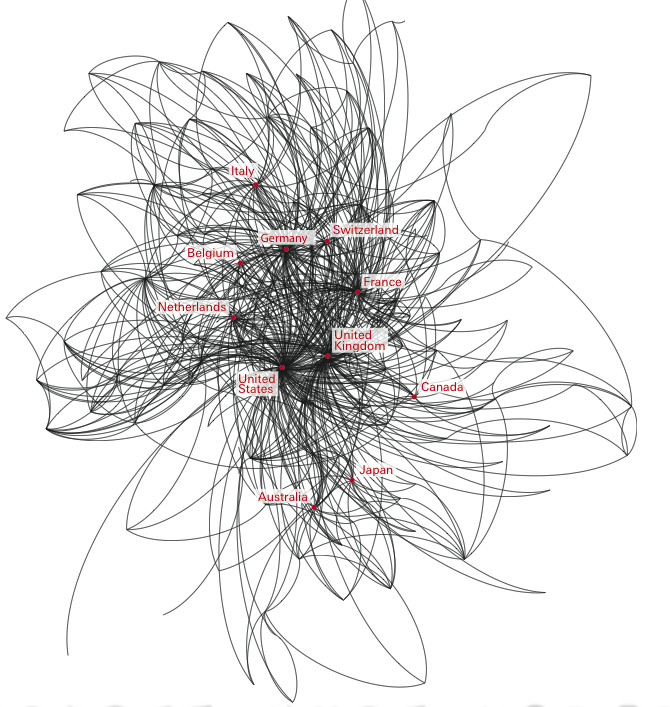 Italy
Switzerland
Germany
Belgium
France
Netherlands
United
Kingdom
United
States
Canada
Japan
Australia